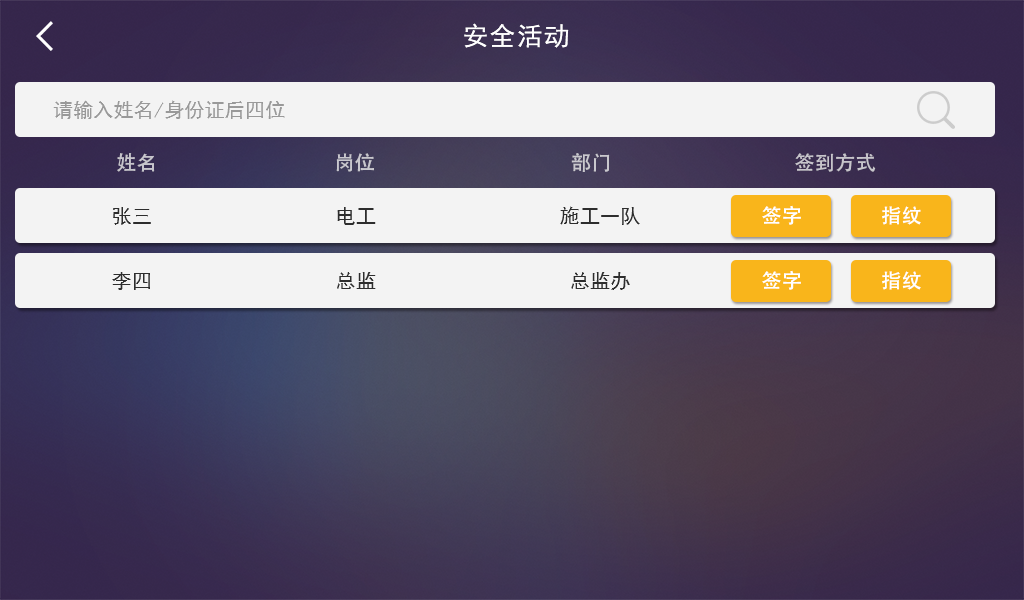 安全活动
请输入姓名/身份证后四位
姓名 岗位 部门 签到方式
张三 电工 施工一队 签字 指纹
李四 总监 总监办 签字 指纹